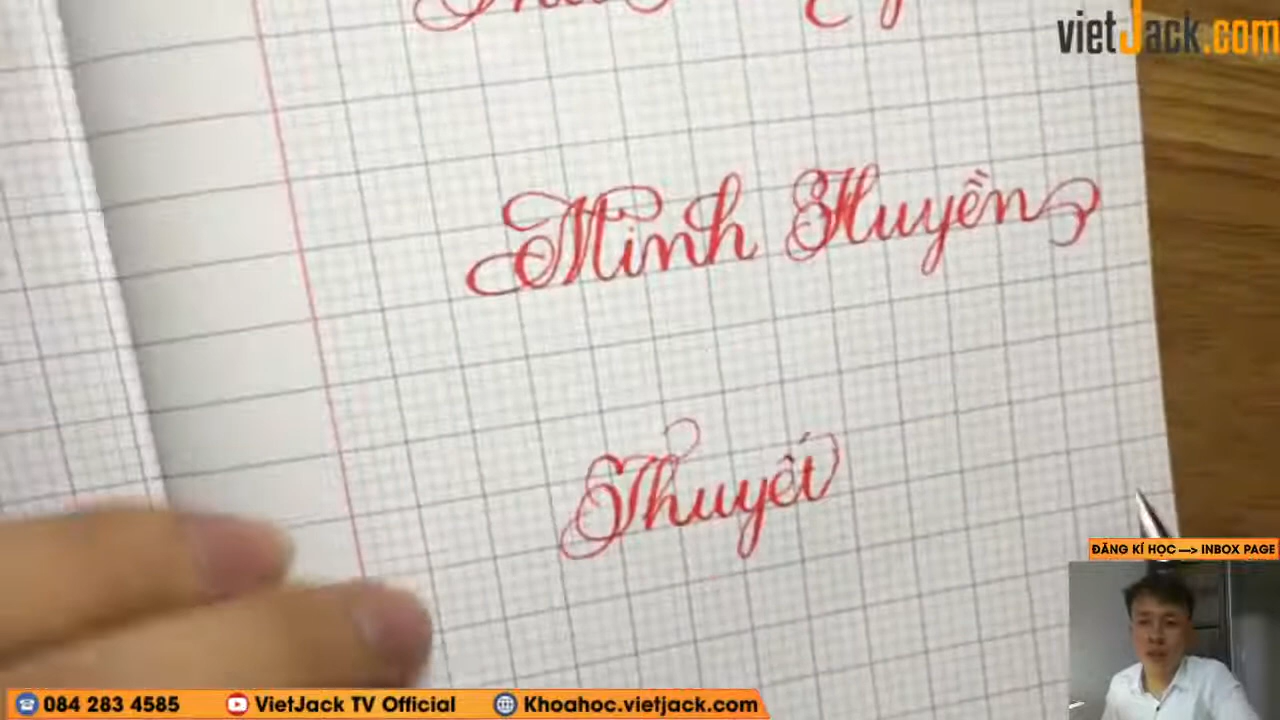 vietJack.com
Minh Huyền
Thuyết
ĐĂNG KÍ HỌC —> INBOX PAGE
084 283 4585
VietJack TV Official
Khoahoc.vietjack.com